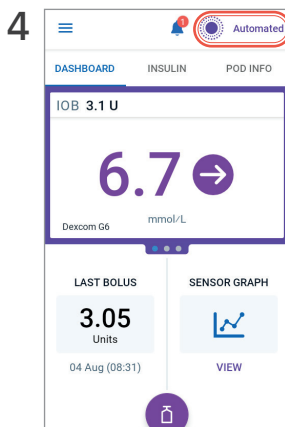 4
1
Automated
DASHBOARD INSULIN POD INFO
IOB 3.1 U
6.7
mmol/L
Dexcom G6
LAST BOLUS SENSOR GRAPH
3.05
Units
04 Aug (08:31) VIEW